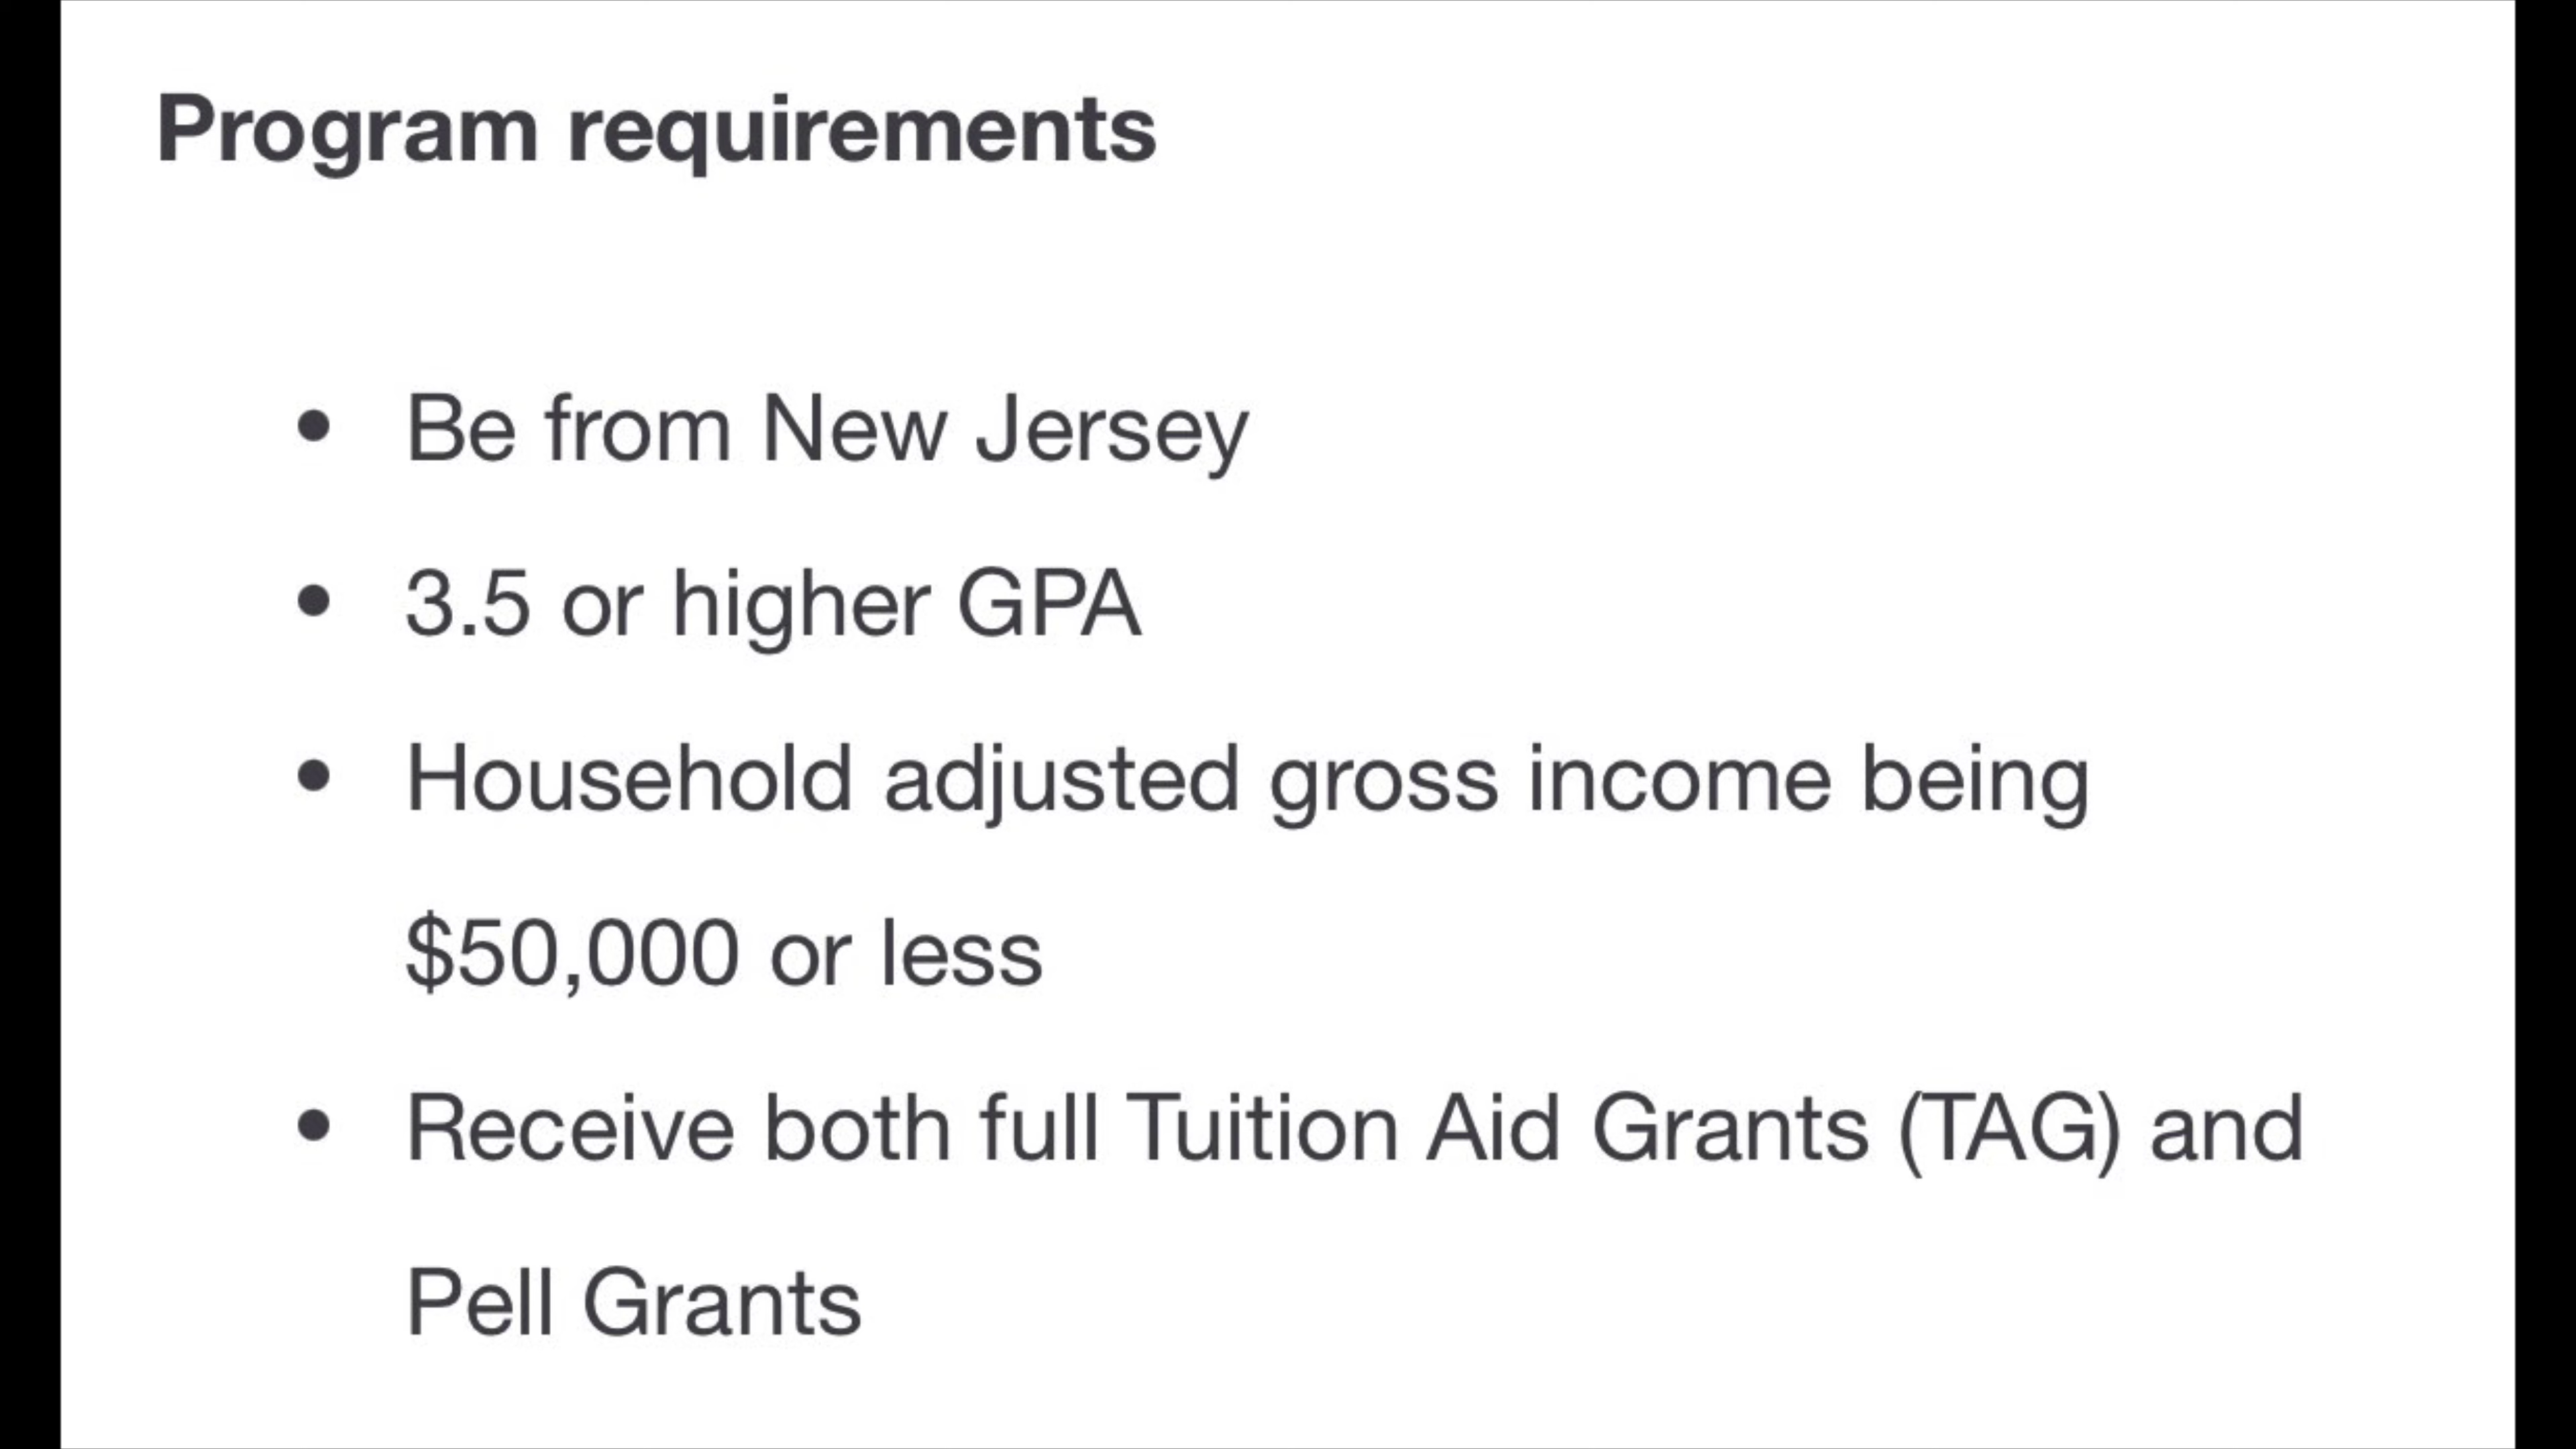 Program requirements
• Be from New Jersey
• 3.5 or higher GPA
• Household adjusted gross income being
$50,000 or less
• Receive both full Tuition Aid Grants (TAG) and
Pell Grants